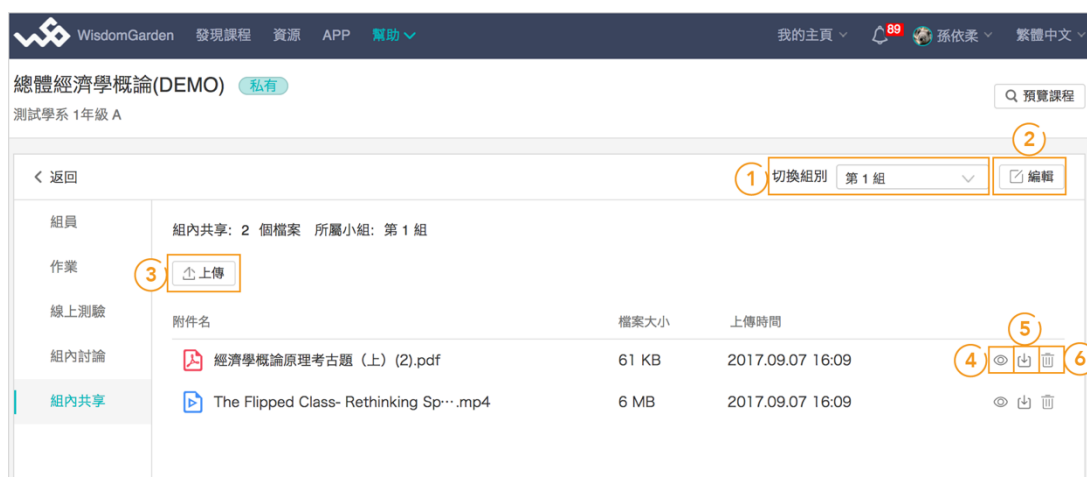 WisdomGarden 發現課程 資源 APP 幫助 我的主頁 89 孫依柔 繁體中文
總體經濟學概論(DEMO) 私有
測試學系 1年級 A
預覽課程
2
返回 1 切換組別 第 1 組 編輯
組員
組內共享: 2 個檔案 所屬小組: 第 1 組
作業
3 上傳
線上測驗
附件名 檔案大小 上傳時間
5
組內討論
經濟學概論原理考古題（上）(2).pdf 61 KB 2017.09.07 16:09 4 6
組內共享
The Flipped Class- Rethinking Sp⋯.mp4 6 MB 2017.09.07 16:09